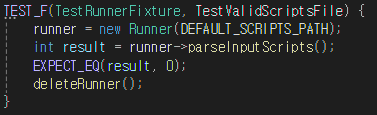 TEST_F(TestRunnerFixture, TestValidScriptsFile) {
    runner = new Runner(DEFAULT_SCRIPTS_PATH);
    int result = runner->parseInputScripts();
    EXPECT_EQ(result, 0);
    deleteRunner();
}